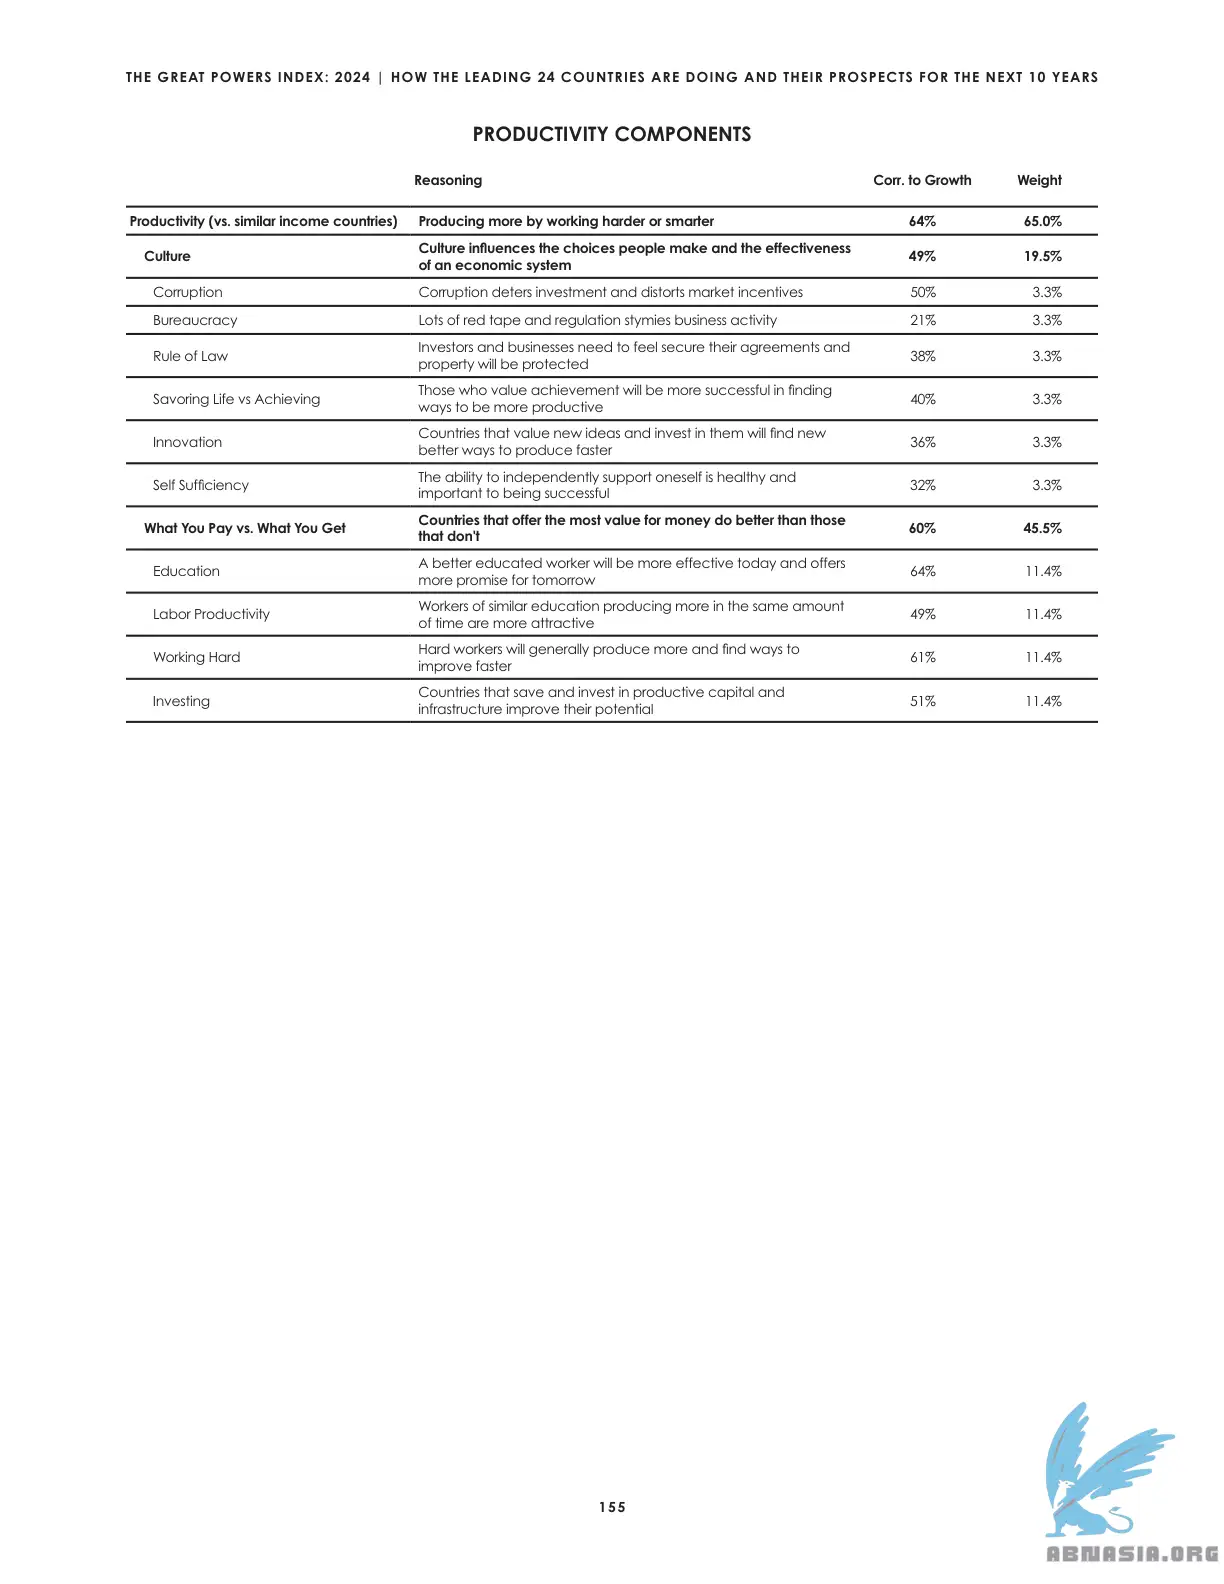 THE GREAT POWERS INDEX: 2024 | HOW THE LEADING 24 COUNTRIES ARE DOING AND THEIR PROSPECTS FOR THE NEXT 10 YEARS
PRODUCTIVITY COMPONENTS
Reasoning Corr. to Growth Weight
Productivity (vs. similar income countries) Producing more by working harder or smarter 64% 65.0%
Culture Culture influences the choices people make and the effectiveness 49% 19.5%
of an economic system
Corruption Corruption deters investment and distorts market incentives 50% 3.3%
Bureaucracy Lots of red tape and regulation stymies business activity 21% 3.3%
Rule of Law Investors and businesses need to feel secure their agreements and 38% 3.3%
property will be protected
Savoring Life vs Achieving Those who value achievement will be more successful in finding 40% 3.3%
ways to be more productive
Innovation Countries that value new ideas and invest in them will find new 36% 3.3%
better ways to produce faster
Self Sufficiency The ability to independently support oneself is healthy and 32% 3.3%
important to being successful
What You Pay vs. What You Get Countries that offer the most value for money do better than those 60% 45.5%
that don't
Education A better educated worker will be more effective today and offers 64% 11.4%
more promise for tomorrow
Labor Productivity Workers of similar education producing more in the same amount 49% 11.4%
of time are more attractive
Working Hard Hard workers will generally produce more and find ways to 61% 11.4%
improve faster
Investing Countries that save and invest in productive capital and 51% 11.4%
infrastructure improve their potential
155
ABNASIA.ORG